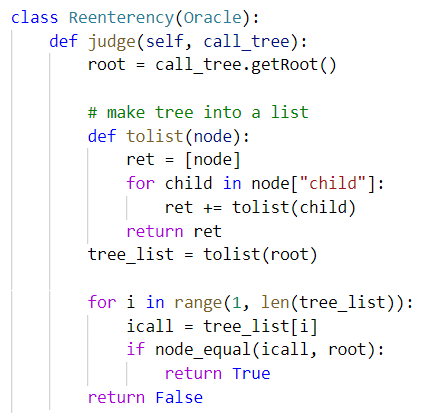 class Reenterency(Oracle):
    def judge(self, call_tree):
        root = call_tree.getRoot()

        # make tree into a list
        def tolist(node):
            ret = [node]
            for child in node["child"]:
                ret += tolist(child)
            return ret
        tree_list = tolist(root)

        for i in range(1, len(tree_list)):
            icall = tree_list[i]
            if node_equal(icall, root):
                return True
        return False